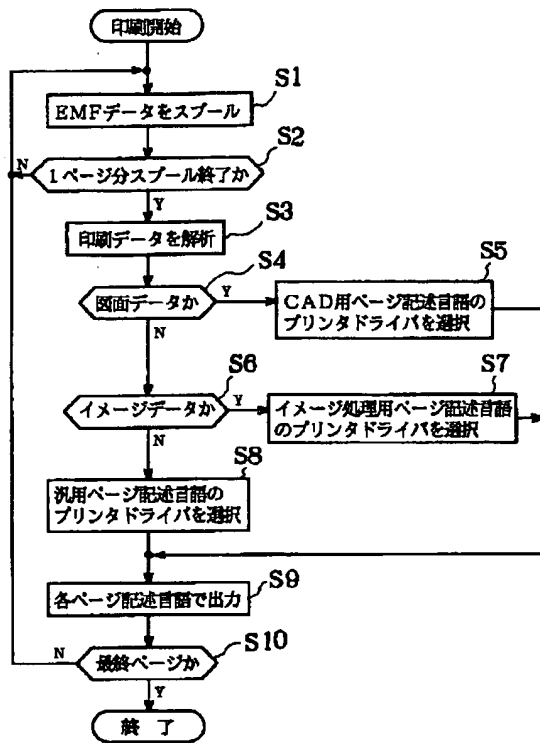 印刷開始
S1
EMFデータをスプール
S2
N
1ページ分スプール終了か
Y
S3
印刷データを解析
S4
S5
図面データか
Y
CAD用ページ記述言語の
プリンタドライバを選択
N
S6
S7
イメージデータか
Y
イメージ処理用ページ記述言語
のプリンタドライバを選択
N
S8
汎用ページ記述言語の
プリンタドライバを選択
S9
各ページ記述言語で出力
S10
N
最終ページか
Y
終了